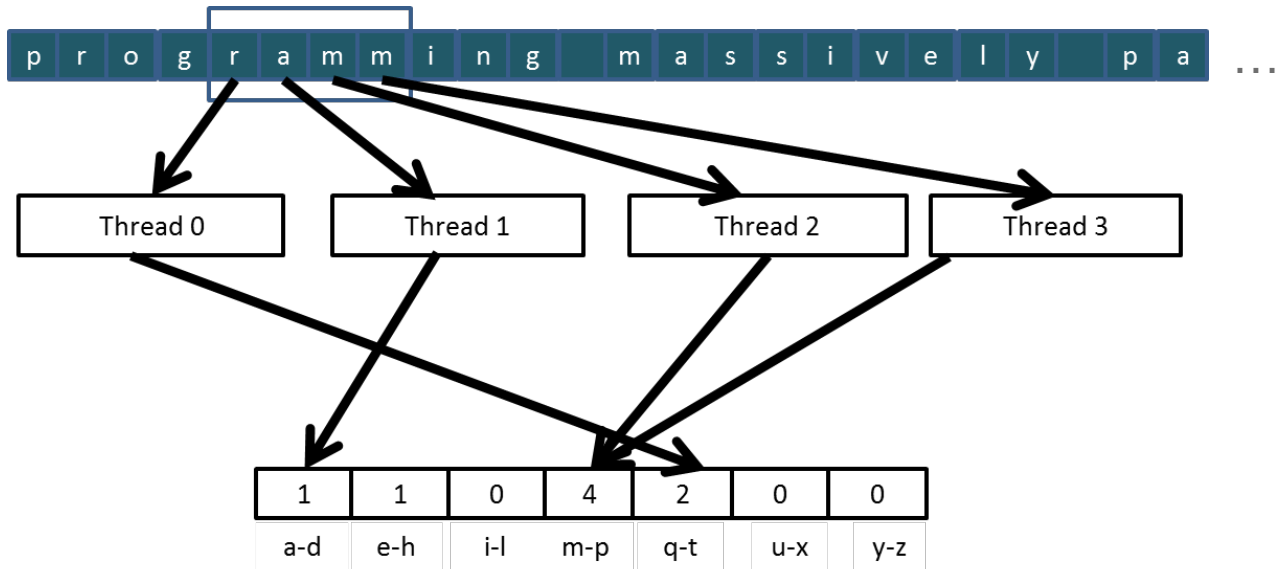 p r o g r a m m i n g m a s s i v e l y p a ...
Thread 0 Thread 1 Thread 2 Thread 3
1 1 0 4 2 0 0
a-d e-h i-l m-p q-t u-x y-z